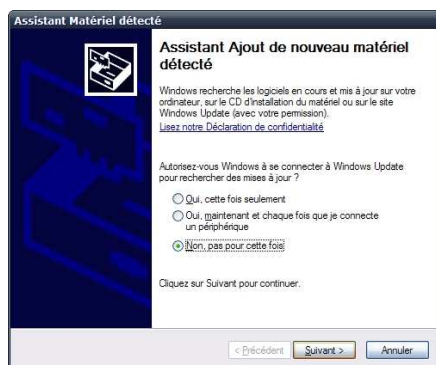 Assistant Matériel détecté
Assistant Ajout de nouveau matériel
détecté
Windows recherche les logiciels en cours et mis à jour sur votre
ordinateur, sur le CD d'installation du matériel ou sur le site
Windows Update (avec votre permission).
Lisez notre Déclaration de confidentialité
Autorisez-vous Windows à se connecter à Windows Update
pour rechercher des mises à jour ?
Oui, cette fois seulement
Oui, maintenant et chaque fois que je connecte
un périphérique
Non, pas pour cette fois
Cliquez sur Suivant pour continuer.
< Précédent Suivant > Annuler